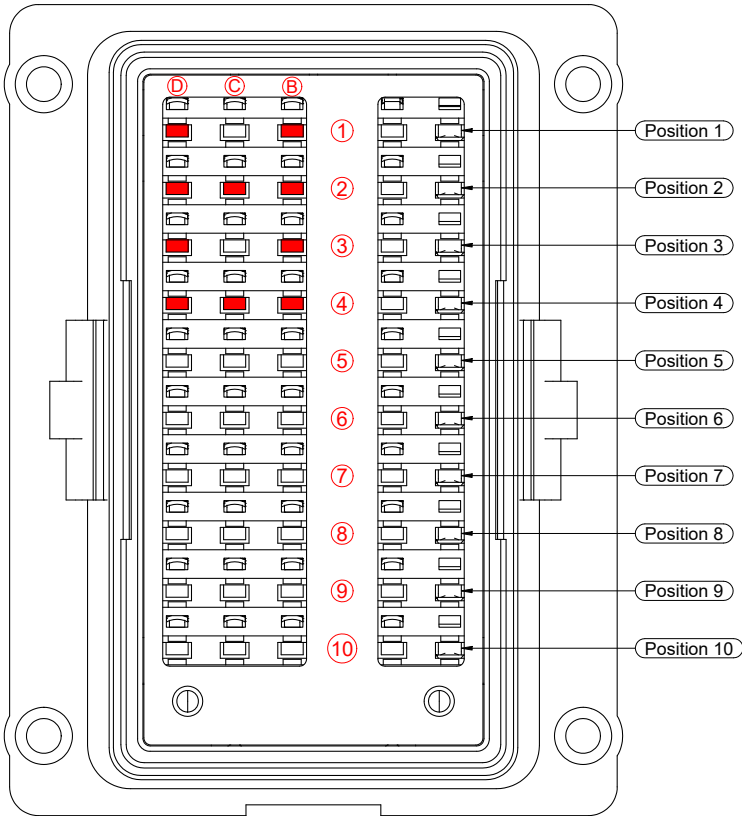 D C B
1 Position 1
2 Position 2
3 Position 3
4 Position 4
5 Position 5
6 Position 6
7 Position 7
8 Position 8
9 Position 9
10 Position 10